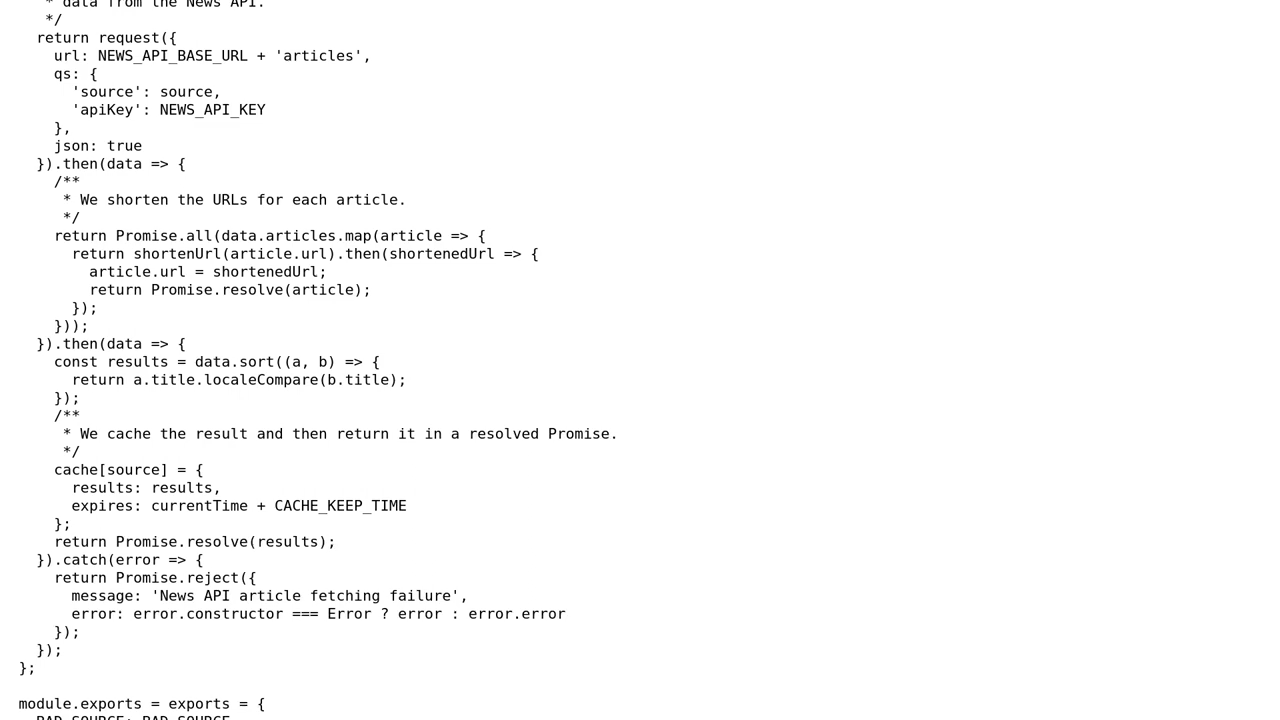 * data from the News API.
*/
return request({
url: NEWS_API_BASE_URL + 'articles',
qs: {
'source': source,
'apiKey': NEWS_API_KEY
},
json: true
}).then(data => {
/**
* We shorten the URLs for each article.
*/
return Promise.all(data.articles.map(article => {
return shortenUrl(article.url).then(shortenedUrl => {
article.url = shortenedUrl;
return Promise.resolve(article);
});
}));
}).then(data => {
const results = data.sort((a, b) => {
return a.title.localeCompare(b.title);
});
/**
* We cache the result and then return it in a resolved Promise.
*/
cache[source] = {
results: results,
expires: currentTime + CACHE_KEEP_TIME
};
return Promise.resolve(results);
}).catch(error => {
return Promise.reject({
message: 'News API article fetching failure',
error: error.constructor === Error ? error : error.error
});
});
};
module.exports = exports = {
BAD_SOURCE: BAD_SOURCE